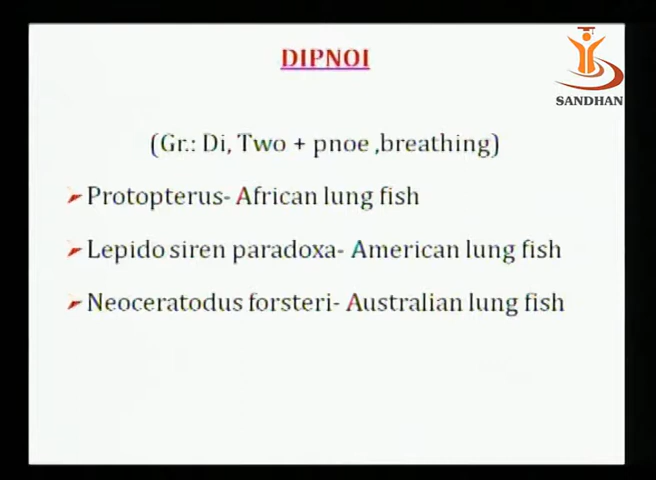 DIPNOI
SANDHAN
(Gr.: Di, Two + pnoe ,breathing)
Protopterus- African lung fish
Lepido siren paradoxa- American lung fish
Neoceratodus forsteri- Australian lung fish